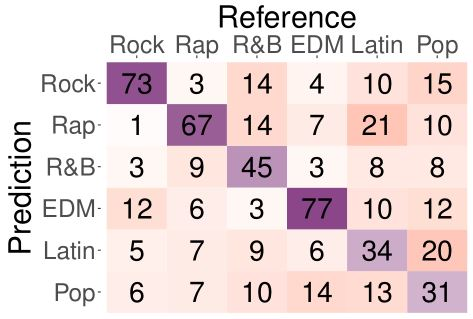 Reference
Rock Rap R&B EDM Latin Pop
Prediction
Rock 73 3 14 4 10 15
Rap 1 67 14 7 21 10
R&B 3 9 45 3 8 8
EDM 12 6 3 77 10 12
Latin 5 7 9 6 34 20
Pop 6 7 10 14 13 31